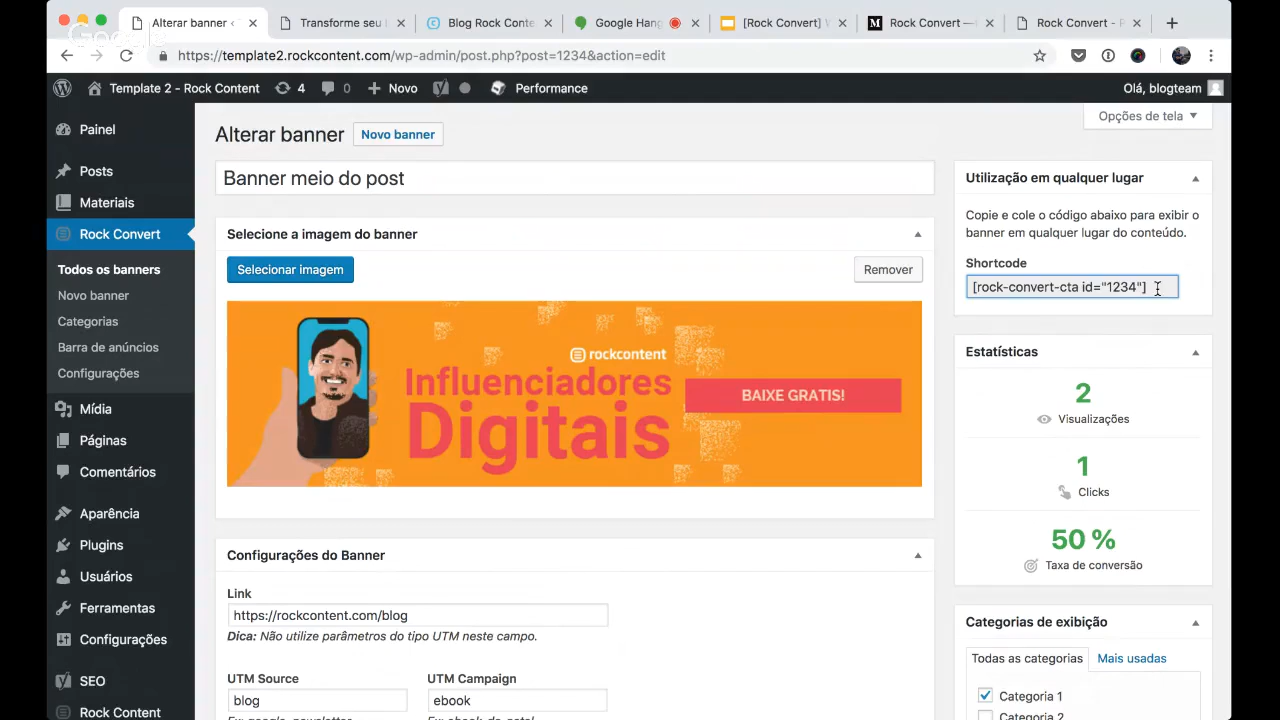 Alterar banner ‹
Transforme seu b
Blog Rock Conte
Google Hang
[Rock Convert] W
Rock Convert —
Rock Convert - P
https://template2.rockcontent.com/wp-admin/post.php?post=1234&action=edit
Template 2 - Rock Content
4
0
Novo
Performance
Olá, blogteam
Opções de tela
Painel
Posts
Materiais
Rock Convert
Todos os banners
Novo banner
Categorias
Barra de anúncios
Configurações
Mídia
Páginas
Comentários
Aparência
Plugins
Usuários
Ferramentas
Configurações
SEO
Rock Content
Alterar banner
Novo banner
Banner meio do post
Selecione a imagem do banner
Selecionar imagem
Remover
rockcontent
Influenciadores
Digitais
BAIXE GRATIS!
Configurações do Banner
Link
https://rockcontent.com/blog
Dica: Não utilize parâmetros do tipo UTM neste campo.
UTM Source
UTM Campaign
blog
ebook
Utilização em qualquer lugar
Copie e cole o código abaixo para exibir o
banner em qualquer lugar do conteúdo.
Shortcode
[rock-convert-cta id="1234"]
Estatísticas
2
Visualizações
1
Clicks
50 %
Taxa de conversão
Categorias de exibição
Todas as categorias
Mais usadas
Categoria 1
Categoria 2